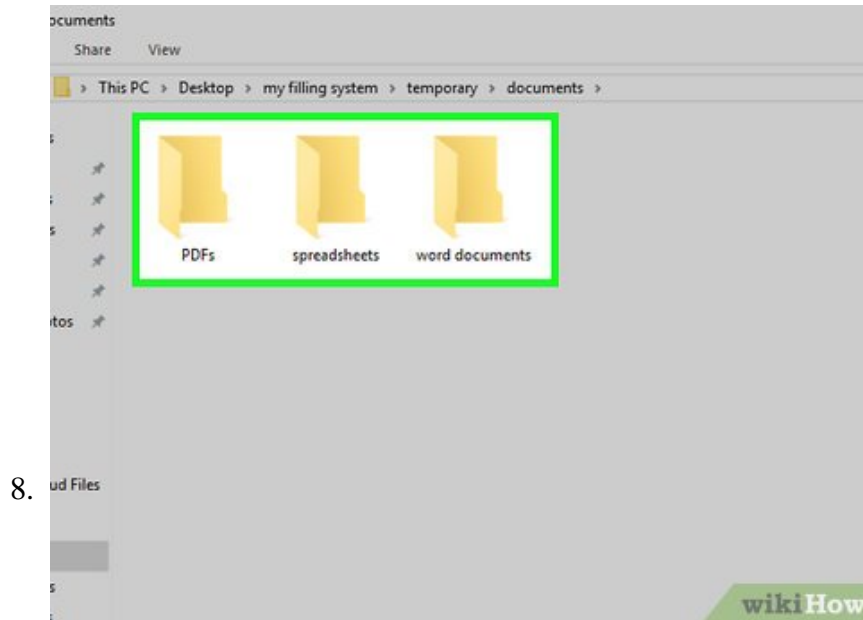 ocuments
Share View
> This PC > Desktop > my filling system > temporary > documents >
s
s
s
tos
PDFs spreadsheets word documents
8. ud Files
s
wikiHow